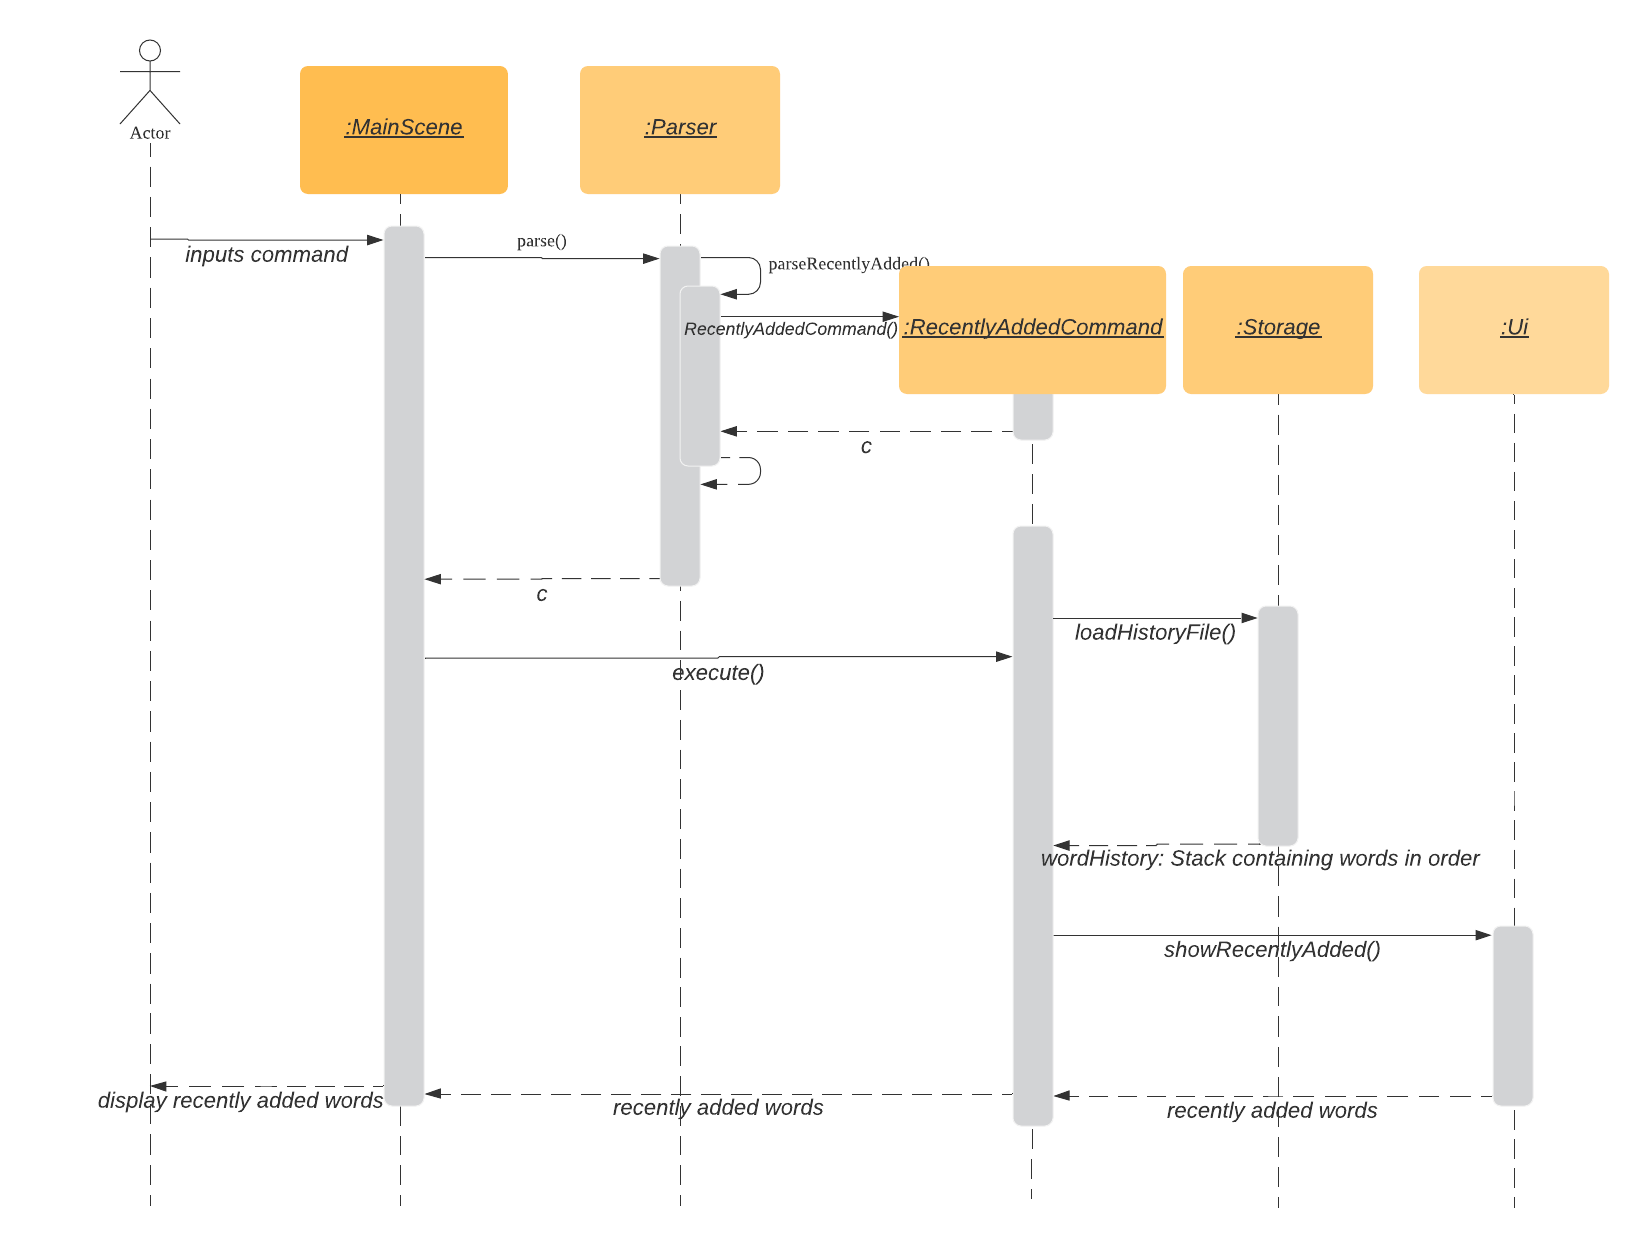 Actor
:MainScene
:Parser
inputs command
parse()
parseRecentlyAdded()
RecentlyAddedCommand()
:RecentlyAddedCommand
:Storage
:Ui
c
c
loadHistoryFile()
execute()
wordHistory: Stack containing words in order
showRecentlyAdded()
display recently added words
recently added words
recently added words